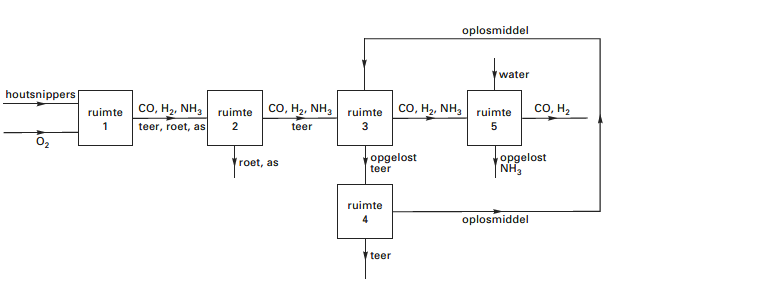 oplosmiddel
water
houtsnippers
O₂
ruimte
1
CO, H₂, NH₃
teer, roet, as
ruimte
2
roet, as
CO, H₂, NH₃
teer
ruimte
3
opgelost
teer
CO, H₂, NH₃
ruimte
5
opgelost
NH₃
CO, H₂
ruimte
4
oplosmiddel
teer